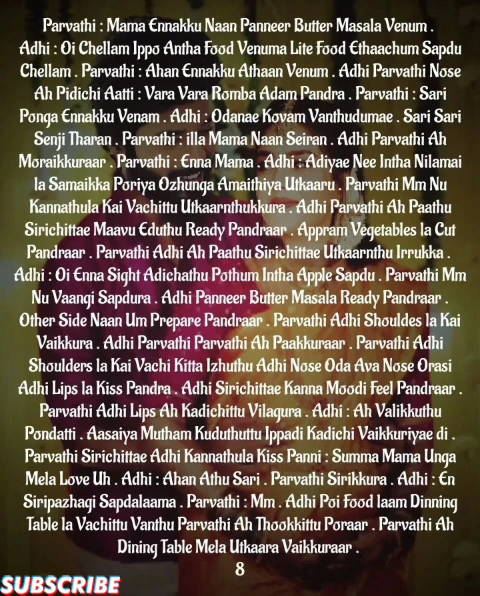 Parvathi : Mama Ennakku Naan Panneer Butter Masala Venum .
Adhi : Oi Chellam Ippo Antha Food Venuma Lite Food Ethaachum Sapdu
Chellam . Parvathi : Ahan Ennakku Athaan Venum . Adhi Parvathi Nose
Ah Pidichi Aatti : Vara Vara Romba Adam Pandra . Parvathi : Sari
Ponga Ennakku Venam . Adhi : Odanae Kovam Vanthudumae . Sari Sari
Senji Tharan . Parvathi : illa Mama Naan Seiran . Adhi Parvathi Ah
Moraikkuraar . Parvathi : Enna Mama . Adhi : Adiyae Nee Intha Nilamai
la Samaikka Poriya Ozhunga Amaithiya Utkaaru . Parvathi Mm Nu
Kannathula Kai Vachittu Utkaarnthukkura . Adhi Parvathi Ah Paathu
Sirichittae Maavu Eduthu Ready Pandraar . Appram Vegetables la Cut
Pandraar . Parvathi Adhi Ah Paathu Sirichittae Utkaarnthu Irrukka .
Adhi : Oi Enna Sight Adichathu Pothum Intha Apple Sapdu . Parvathi Mm
Nu Vaangi Sapdura . Adhi Panneer Butter Masala Ready Pandraar .
Other Side Naan Um Prepare Pandraar . Parvathi Adhi Shouldes la Kai
Vaikkura . Adhi Parvathi Parvathi Ah Paakkuraar . Parvathi Adhi
Shoulders la Kai Vachi Kitta Izhuthu Adhi Nose Oda Ava Nose Orasi
Adhi Lips la Kiss Pandra . Adhi Sirichittae Kanna Moodi Feel Pandraar .
Parvathi Adhi Lips Ah Kadichittu Vilagura . Adhi : Ah Valikkuthu
Pondatti . Aasaiya Mutham Kuduthuttu Ippadi Kadichi Vaikkuriyae di .
Parvathi Sirichittae Adhi Kannathula Kiss Panni : Summa Mama Unga
Mela Love Uh . Adhi : Ahan Athu Sari . Parvathi Sirikkura . Adhi : En
Siripazhagi Sapdalaama . Parvathi : Mm . Adhi Poi Food laam Dinning
Table la Vachittu Vanthu Parvathi Ah Thookkittu Poraar . Parvathi Ah
Dining Table Mela Utkaara Vaikkuraar .
8
SUBSCRIBE